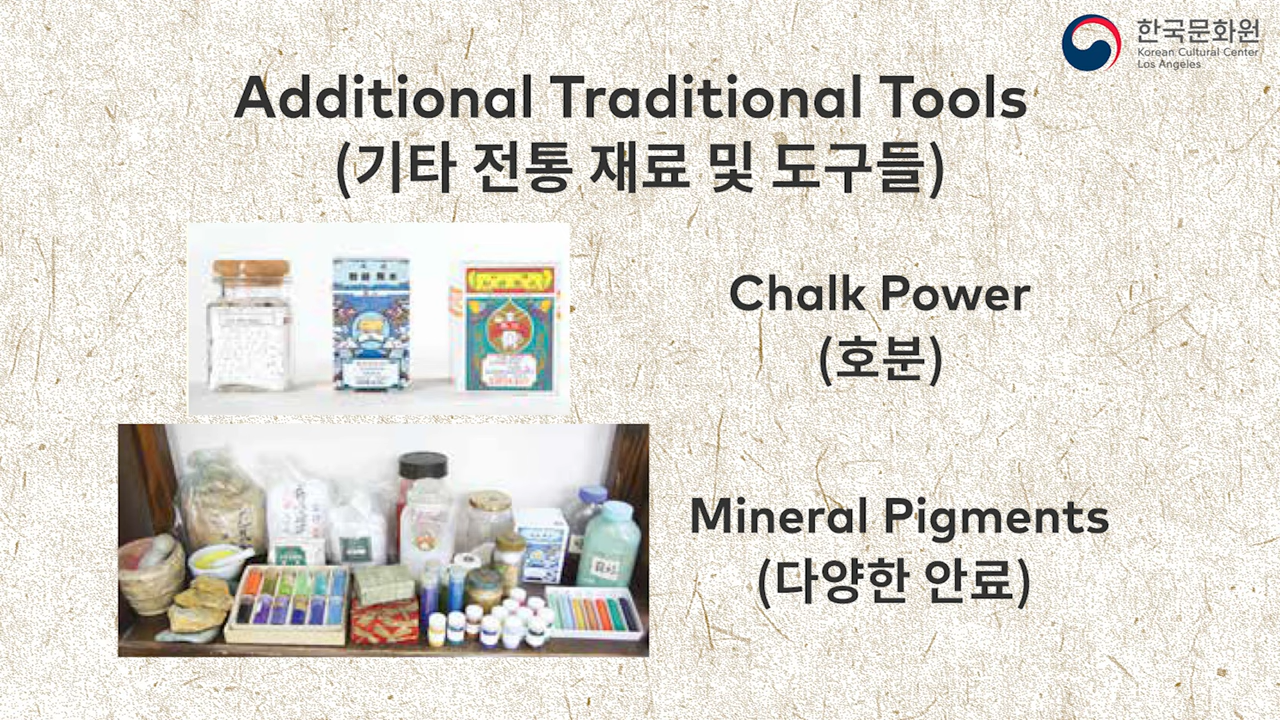 한국문화원
Korean Cultural Center
Los Angeles
Additional Traditional Tools
(기타 전통 재료 및 도구들)
Chalk Power
(호분)
Mineral Pigments
(다양한 안료)